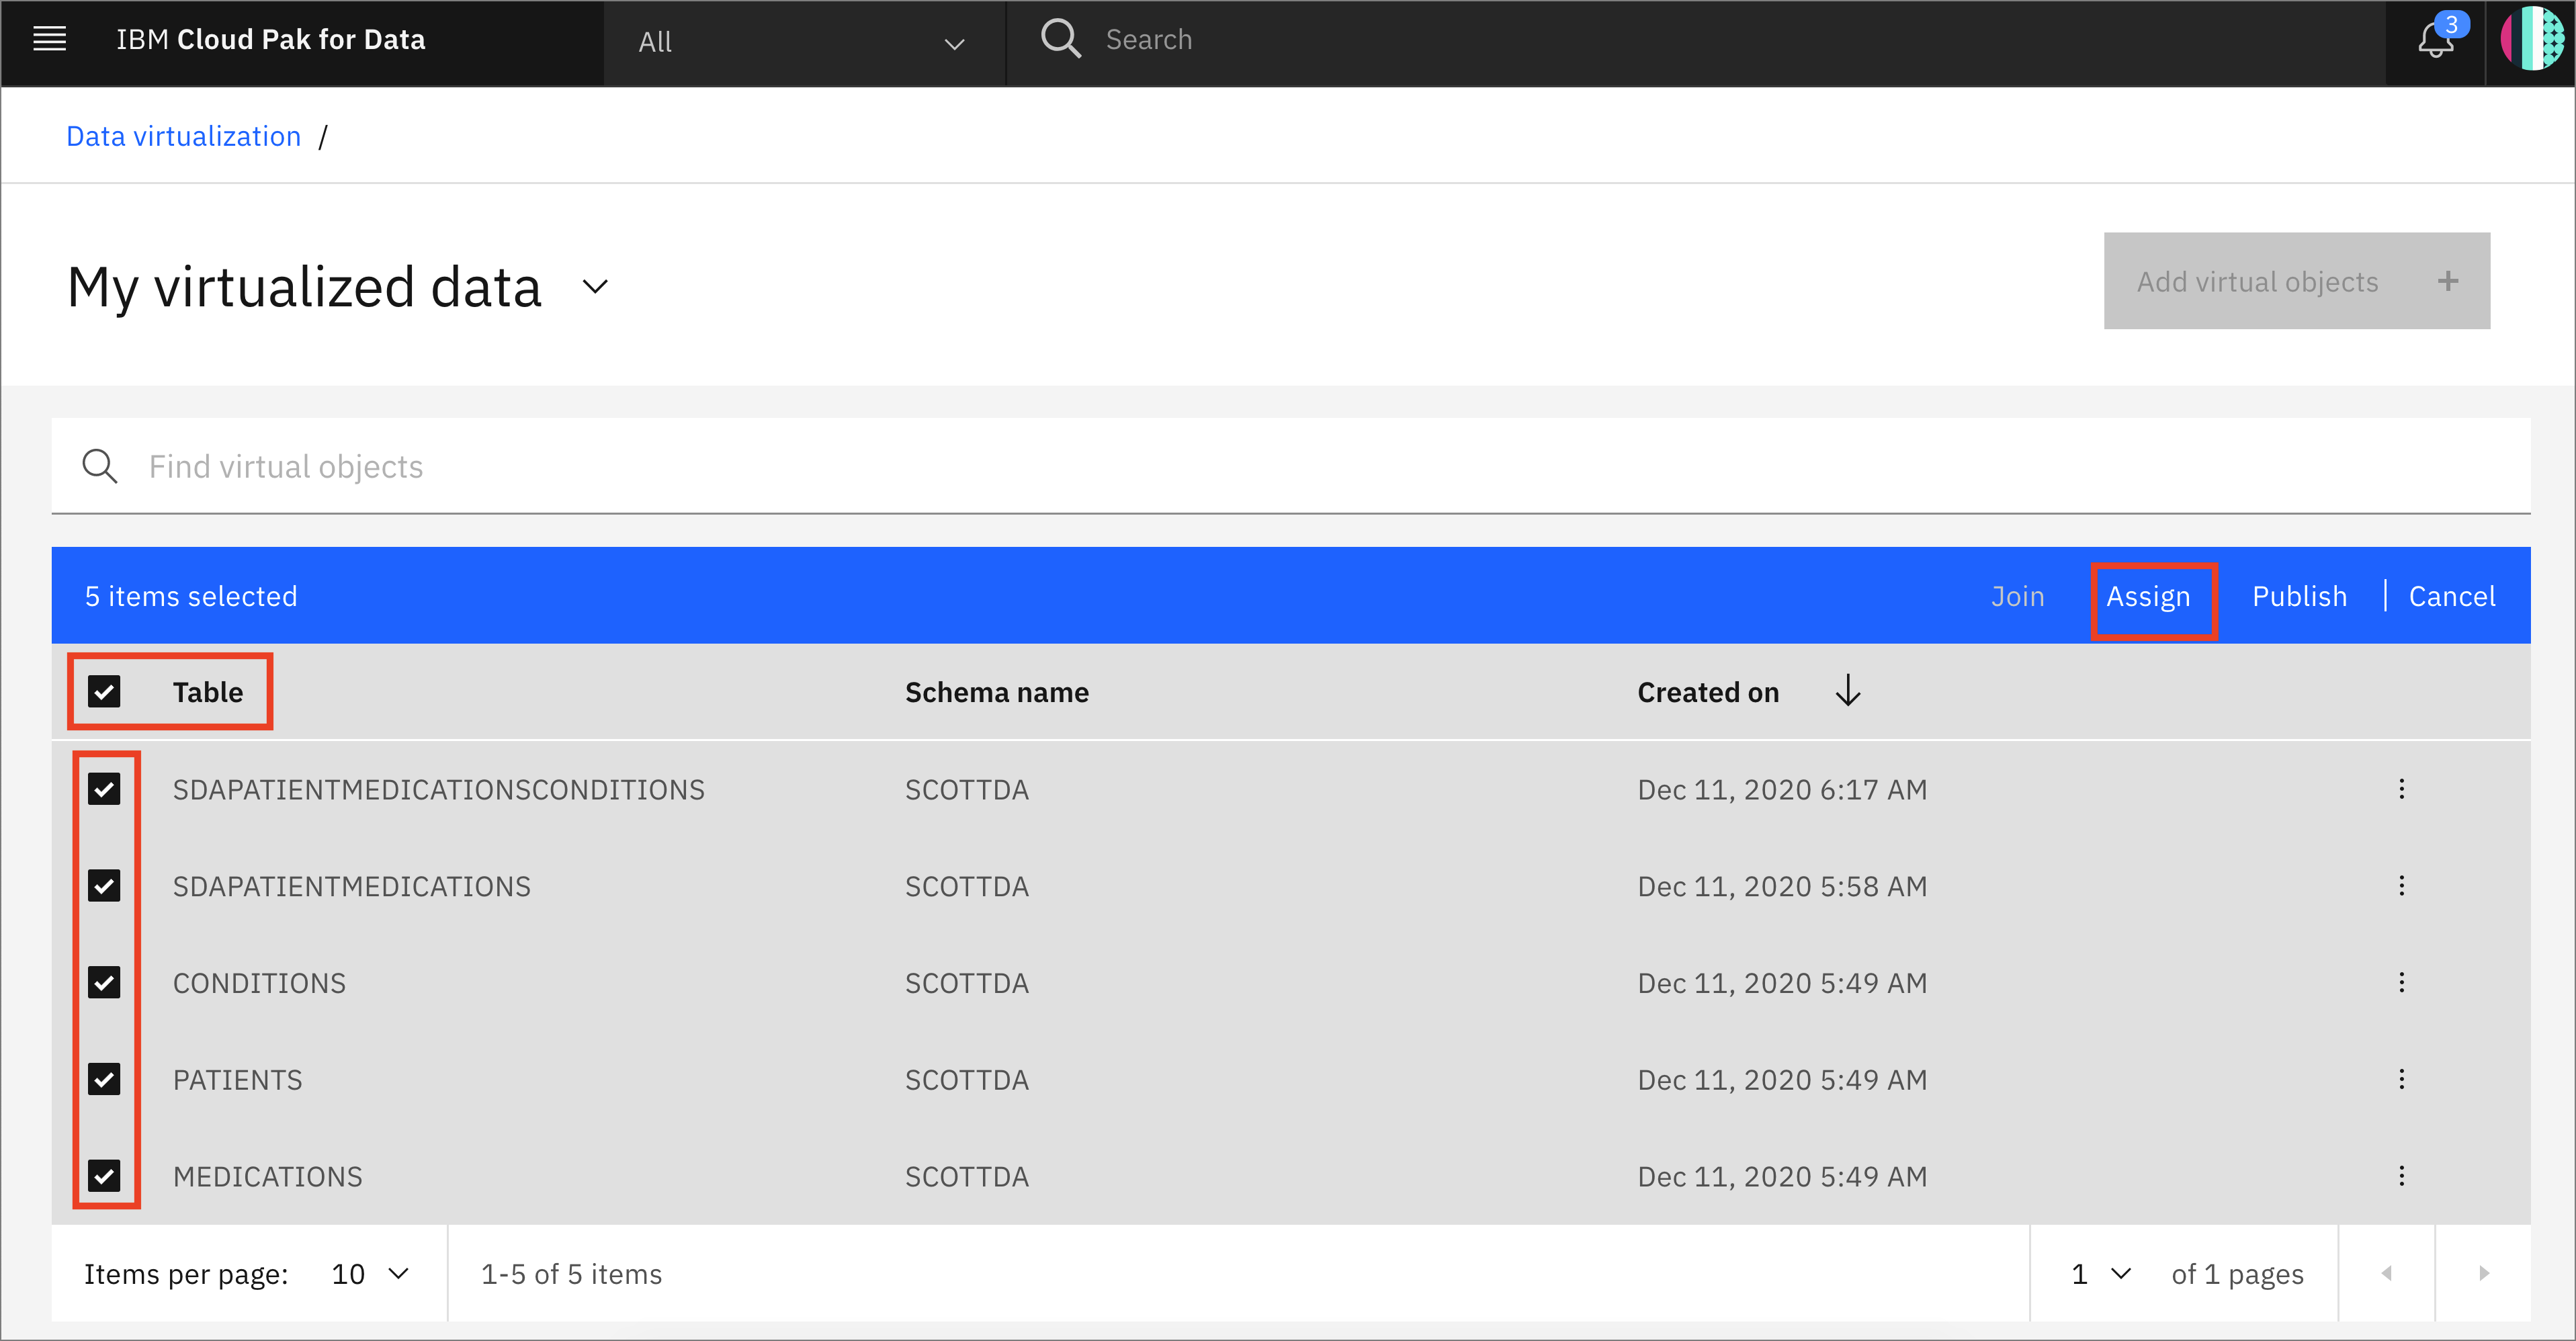 IBM Cloud Pak for Data All Search 3
Data virtualization /
My virtualized data Add virtual objects +
Find virtual objects
5 items selected Join Assign Publish | Cancel
Table Schema name Created on
SDAPATIENTMEDICATIONSCONDITIONS SCOTTDA Dec 11, 2020 6:17 AM
SDAPATIENTMEDICATIONS SCOTTDA Dec 11, 2020 5:58 AM
CONDITIONS SCOTTDA Dec 11, 2020 5:49 AM
PATIENTS SCOTTDA Dec 11, 2020 5:49 AM
MEDICATIONS SCOTTDA Dec 11, 2020 5:49 AM
Items per page: 10 1-5 of 5 items 1 of 1 pages